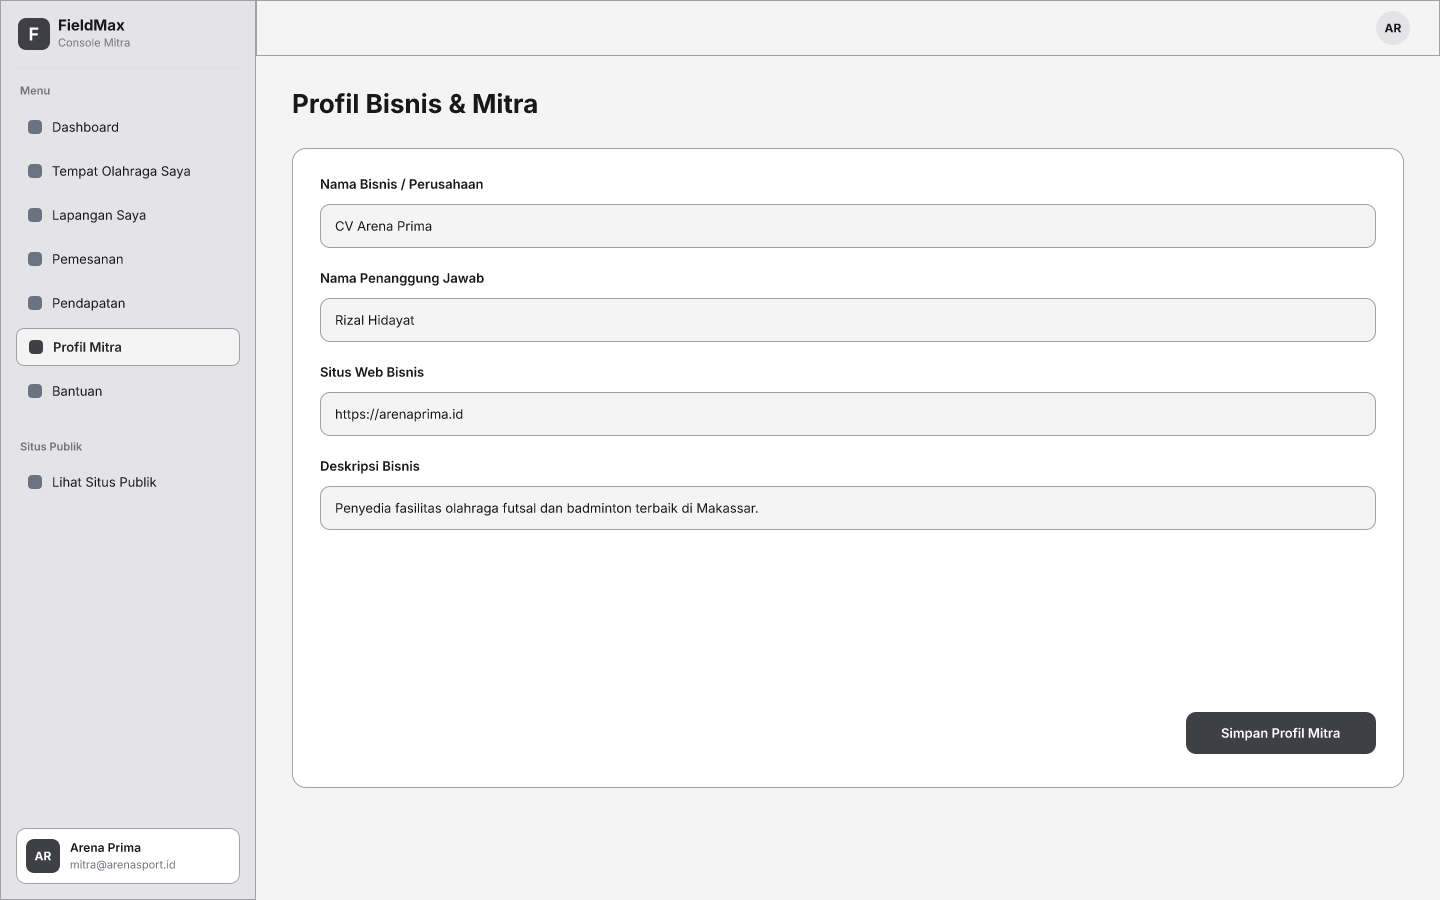 F
FieldMax
Console Mitra
Menu
Dashboard
Tempat Olahraga Saya
Lapangan Saya
Pemesanan
Pendapatan
Profil Mitra
Bantuan
Situs Publik
Lihat Situs Publik
AR
Arena Prima
mitra@arenasport.id
AR
Profil Bisnis & Mitra
Nama Bisnis / Perusahaan
CV Arena Prima
Nama Penanggung Jawab
Rizal Hidayat
Situs Web Bisnis
https://arenaprima.id
Deskripsi Bisnis
Penyedia fasilitas olahraga futsal dan badminton terbaik di Makassar.
Simpan Profil Mitra